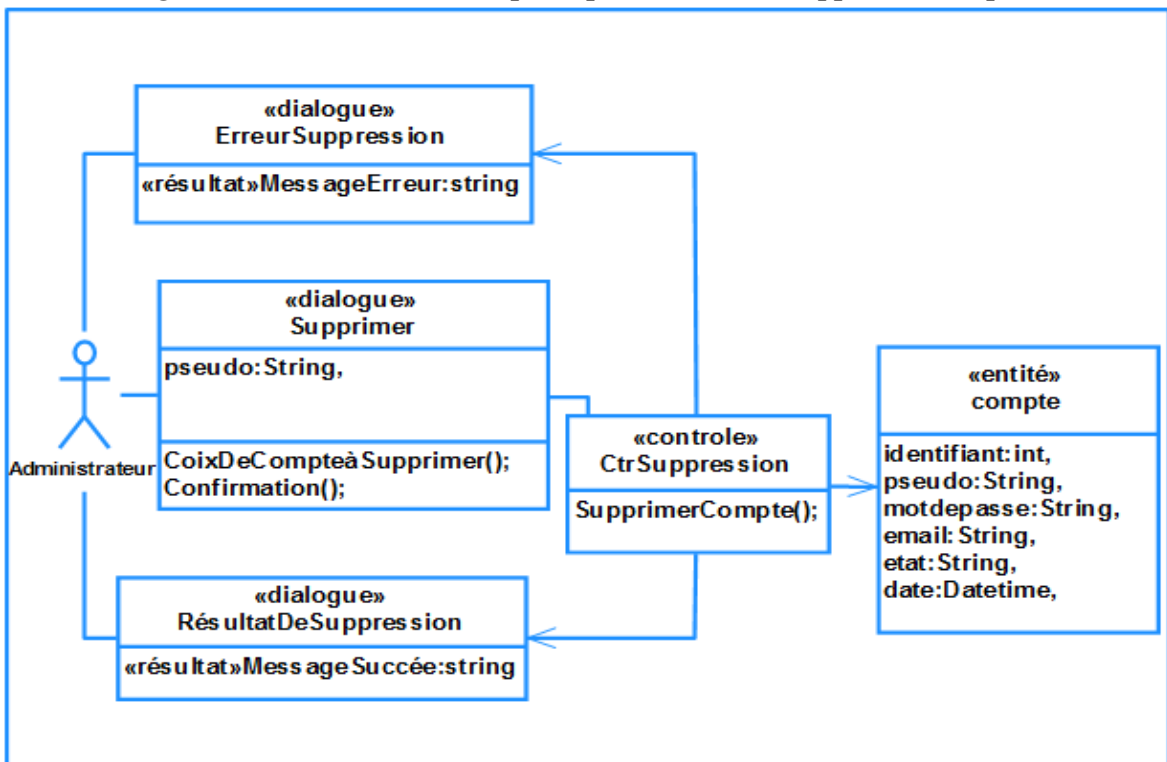 «dialogue»
ErreurSuppression
«résultat»MessageErreur:string
«dialogue»
Supprimer
pseudo:String,
CoixDeCompteàSupprimer();
Confirmation();
Administrateur
«controle»
CtrSuppression
SupprimerCompte();
«entité»
compte
identifiant:int,
pseudo:String,
motdepasse:String,
email:String,
etat:String,
date:Datetime,
«dialogue»
RésultatDeSuppression
«résultat»MessageSuccée:string